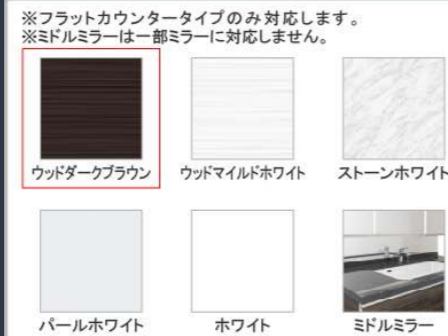 ※フラットカウンタータイプのみ対応します。
※ミドルミラーは一部ミラーに対応しません。
ウッドダークブラウン ウッドマイルドホワイト ストーンホワイト
パールホワイト ホワイト ミドルミラー